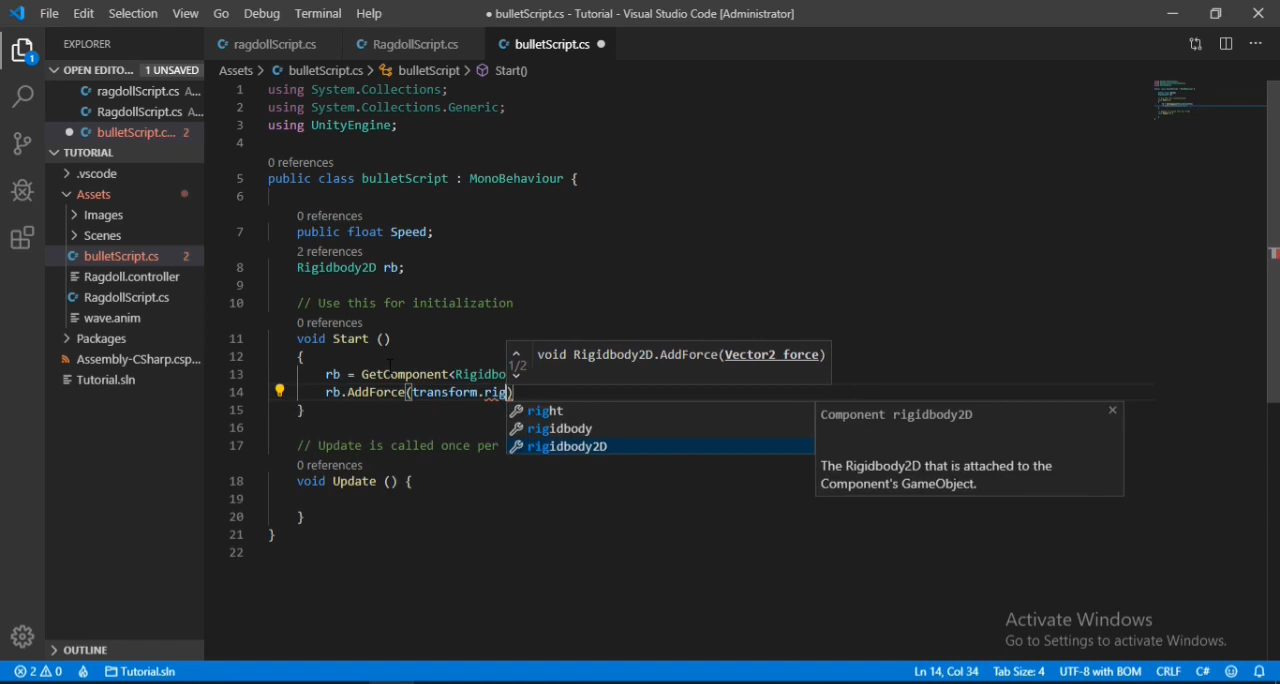 File Edit Selection View Go Debug Terminal Help ● bulletScript.cs - Tutorial - Visual Studio Code [Administrator]
EXPLORER
ragdollScript.cs RagdollScript.cs bulletScript.cs
OPEN EDITO... 1 UNSAVED
ragdollScript.cs A...
RagdollScript.cs A...
bulletScript.c... 2
TUTORIAL
.vscode
Assets
Images
Scenes
bulletScript.cs 2
Ragdoll.controller
RagdollScript.cs
wave.anim
Packages
Assembly-CSharp.csp...
Tutorial.sln
OUTLINE
1
Assets > bulletScript.cs > bulletScript > Start()
1 using System.Collections;
2 using System.Collections.Generic;
3 using UnityEngine;
4
0 references
5 public class bulletScript : MonoBehaviour {
6
0 references
7 public float Speed;
2 references
8 Rigidbody2D rb;
9
10 // Use this for initialization
0 references
11 void Start ()
12 {
13 rb = GetComponent<Rigidbo
14 rb.AddForce(transform.rig)
15 }
16
17 // Update is called once per
0 references
18 void Update () {
19
20 }
21 }
22
1/2 void Rigidbody2D.AddForce(Vector2 force)
right
rigidbody
rigidbody2D
Component rigidbody2D
The Rigidbody2D that is attached to the
Component's GameObject.
Activate Windows
Go to Settings to activate Windows.
2 0 Tutorial.sln Ln 14, Col 34 Tab Size: 4 UTF-8 with BOM CRLF C#